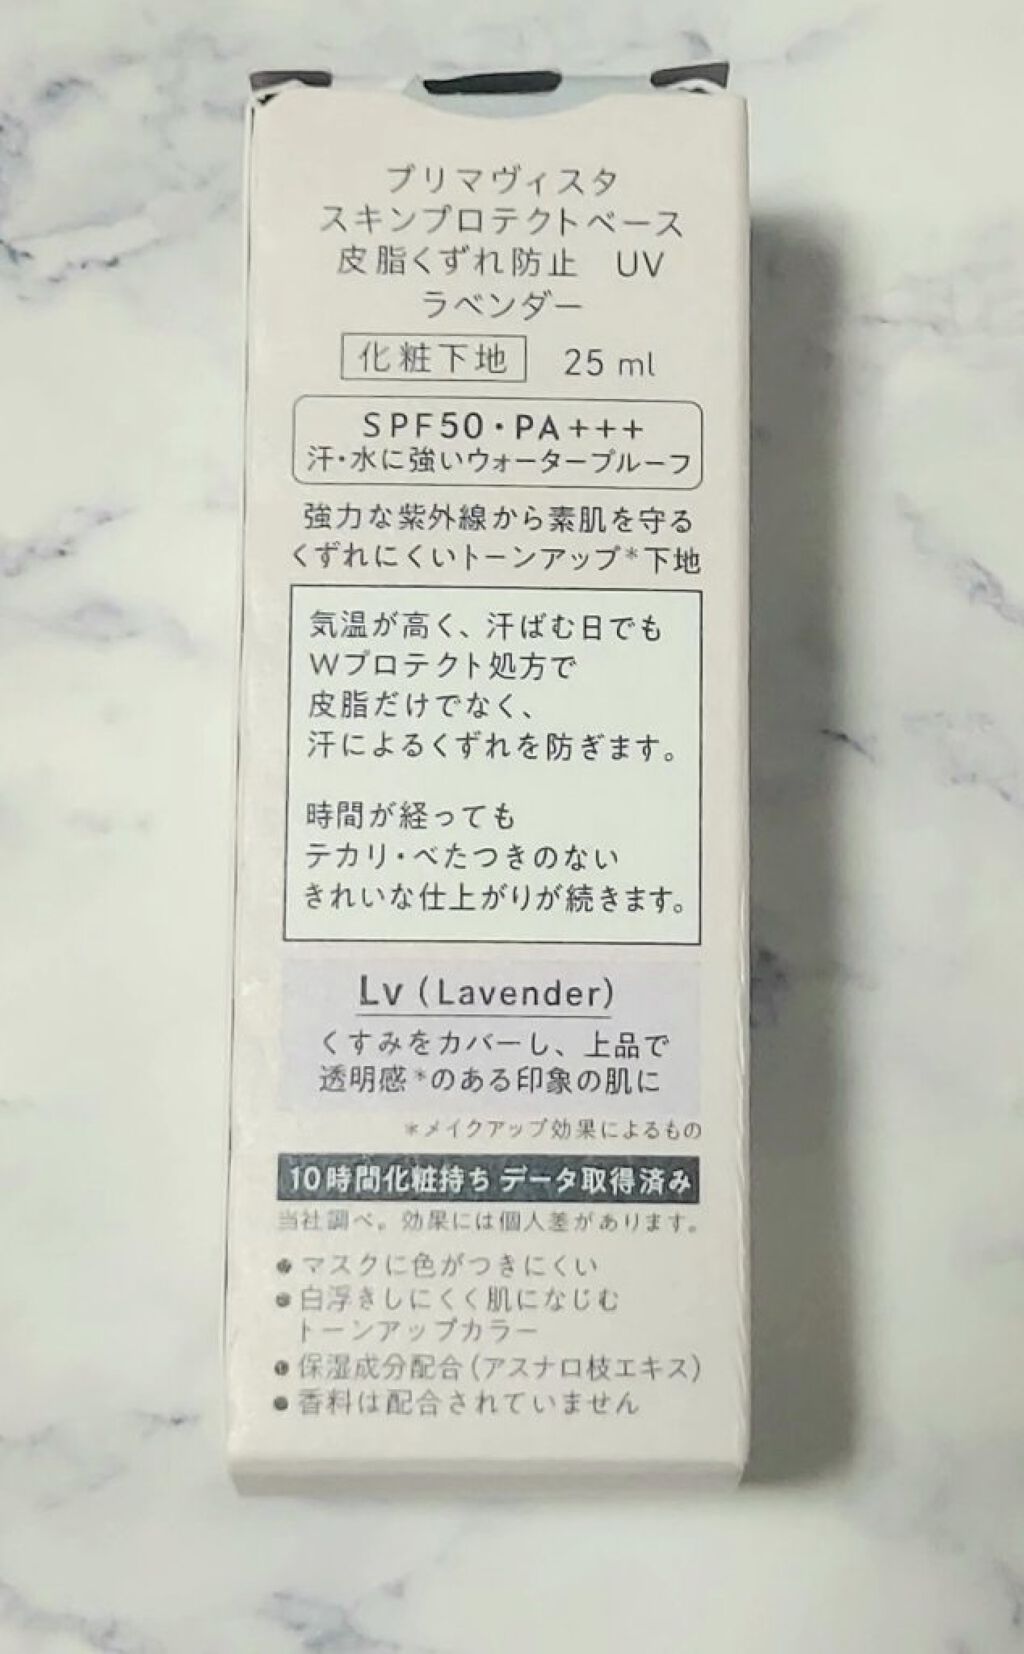 プリマヴィスタ
スキンプロテクトベース
皮脂くずれ防止　UV
ラベンダー
化粧下地　25 ml
SPF50・PA+++
汗・水に強いウォータープルーフ
強力な紫外線から素肌を守る
くずれにくいトーンアップ*下地
気温が高く、汗ばむ日でも
Wプロテクト処方で
皮脂だけでなく、
汗によるくずれを防ぎます。
時間が経っても
テカリ・べたつきのない
きれいな仕上がりが続きます。
Lv (Lavender)
くすみをカバーし、上品で
透明感*のある印象の肌に
*メイクアップ効果によるもの
10時間化粧持ち データ取得済み
当社調べ。効果には個人差があります。
●マスクに色がつきにくい
●白浮きしにくく肌になじむ
トーンアップカラー
●保湿成分配合(アスナロ枝エキス)
●香料は配合されていません